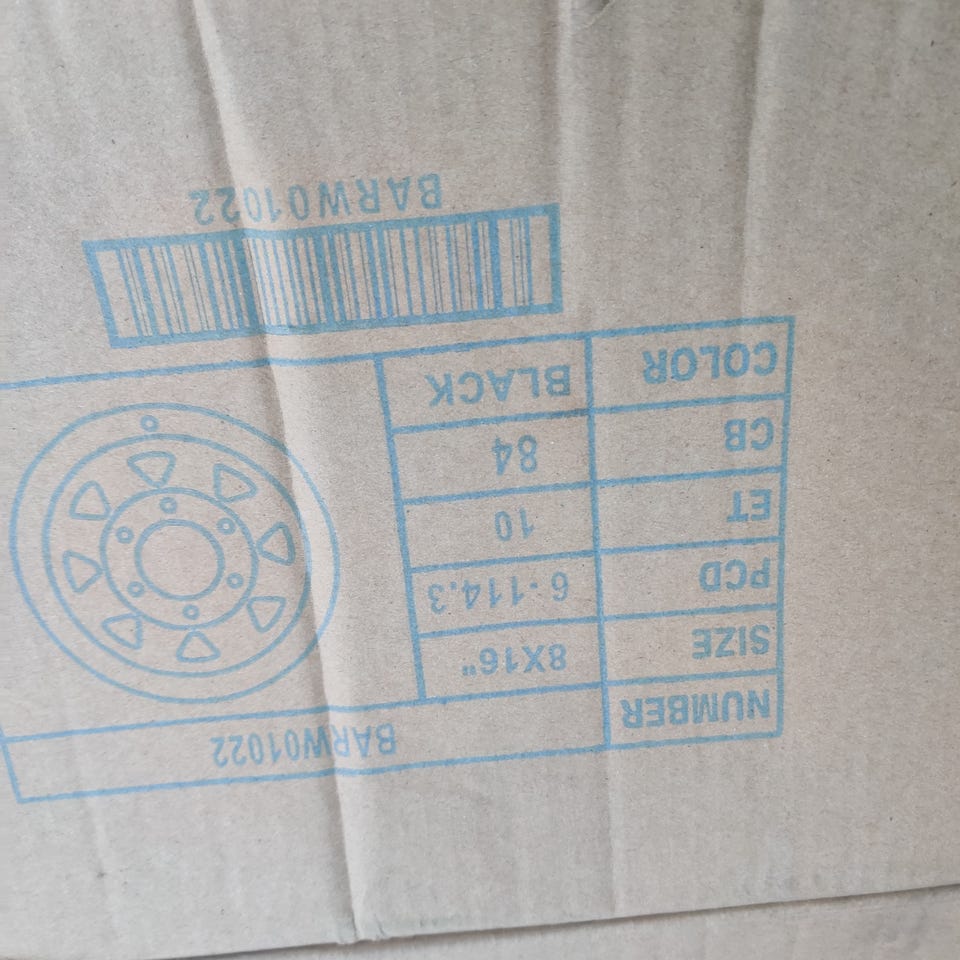 NUMBER BARW01022
SIZE 8X16"
PCD 6-114.3
ET 10
CB 84
COLOR BLACK
BARW01022